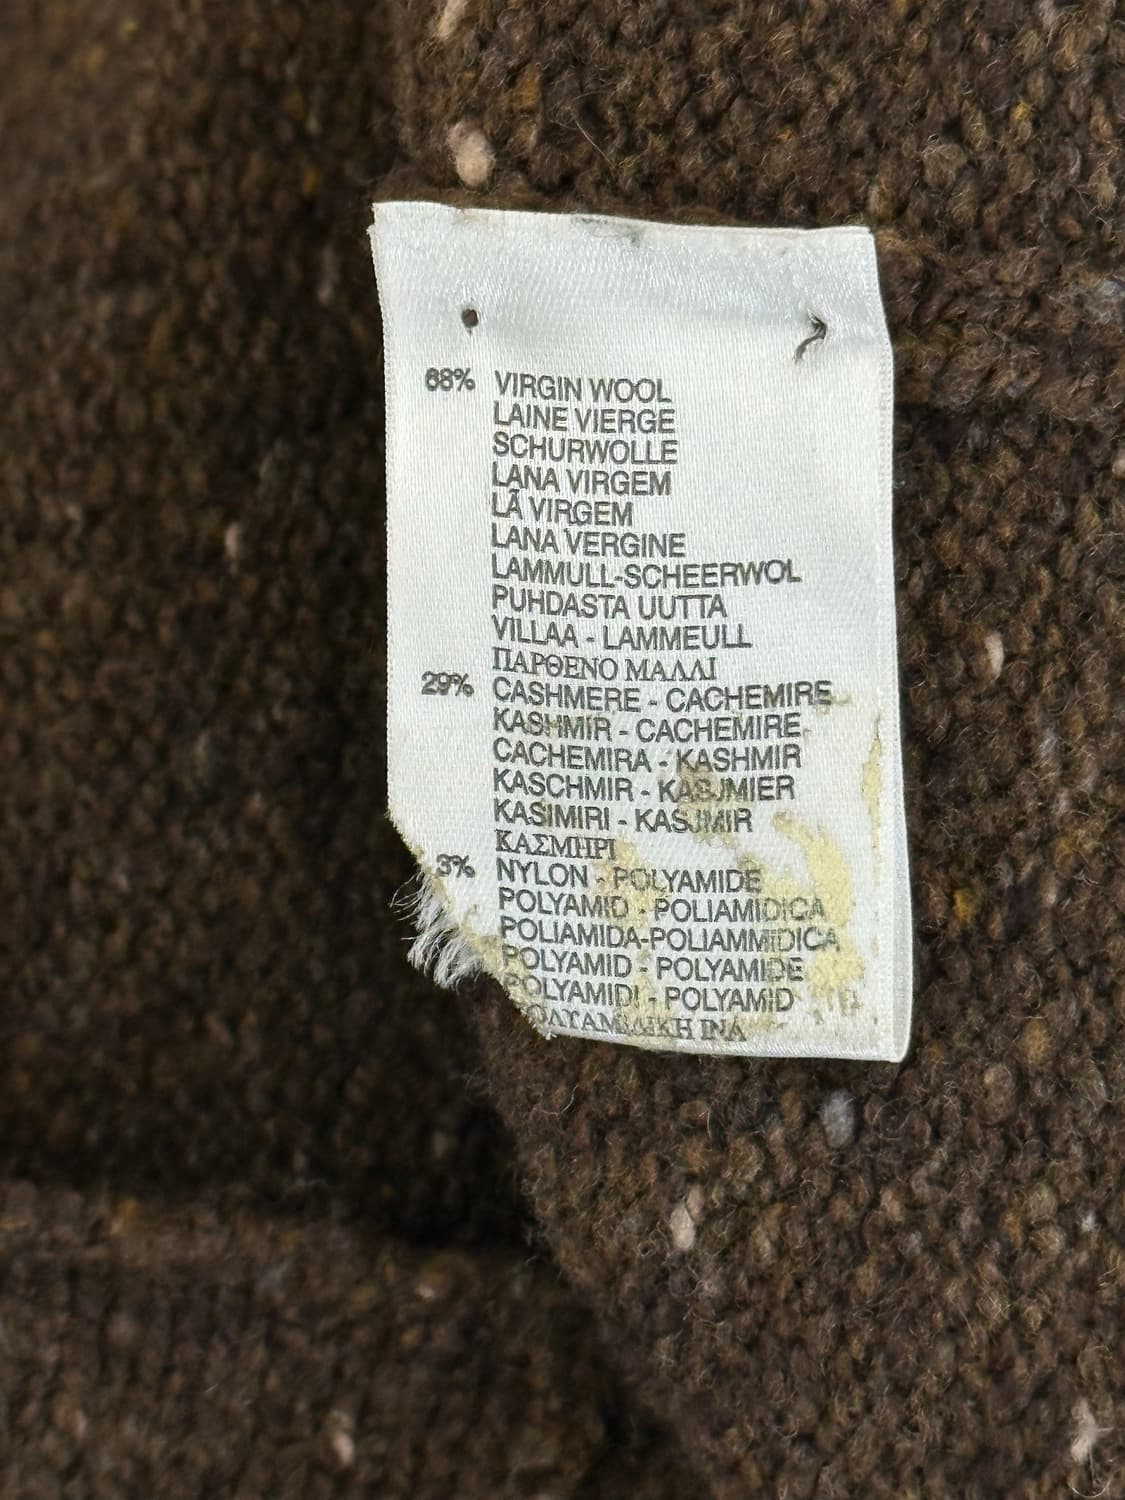 68% VIRGIN WOOL
LAINE VIERGE
SCHURWOLLE
LANA VIRGEM
LÃ VIRGEM
LANA VERGINE
LAMMULL-SCHEERWOL
PUHDASTA UUTTA
VILLAA - LAMMEULL
ΠΑΡΘΕΝΟ ΜΑΛΛΙ
29% CASHMERE - CACHEMIRE
KASHMIR - CACHEMIRE
CACHEMIRA - KASHMIR
KASCHMIR - KASJMIER
KASIMIRI - KASJMIR
ΚΑΣΜΗΡΙ
3% NYLON - POLYAMIDE
POLYAMID - POLIAMIDICA
POLIAMIDA-POLIAMMIDICA
POLYAMID - POLYAMIDE
POLYAMIDI - POLYAMID
ΙΝΑ